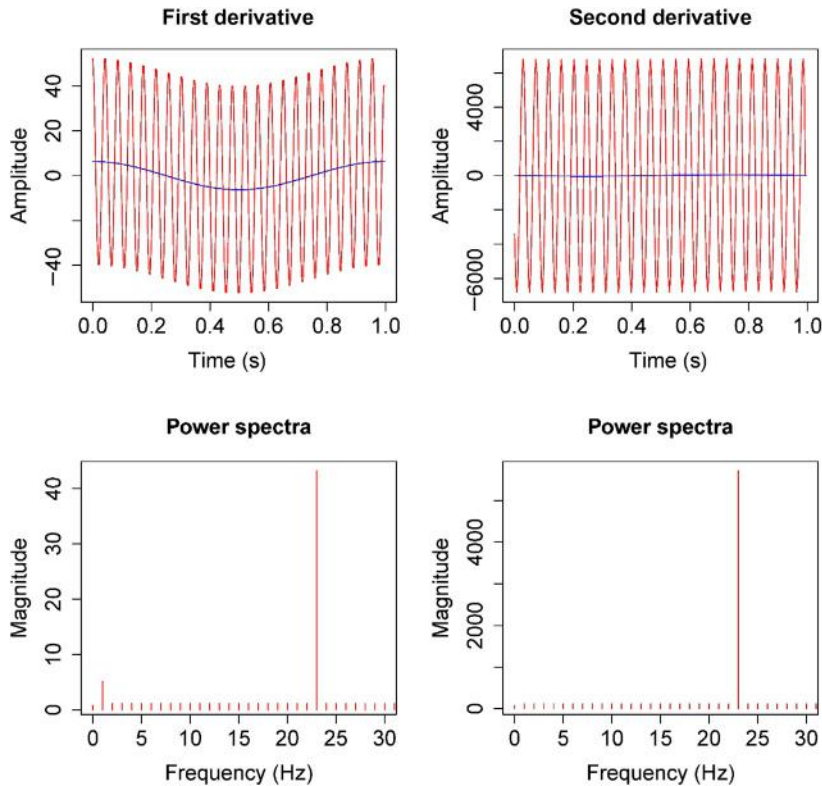 First derivative
Amplitude
40
20
0
−40
0.0 0.2 0.4 0.6 0.8 1.0
Time (s)
Second derivative
Amplitude
4000
0
−6000
0.0 0.2 0.4 0.6 0.8 1.0
Time (s)
Power spectra
Magnitude
40
30
20
10
0
0 5 10 15 20 25 30
Frequency (Hz)
Power spectra
Magnitude
4000
2000
0
0 5 10 15 20 25 30
Frequency (Hz)